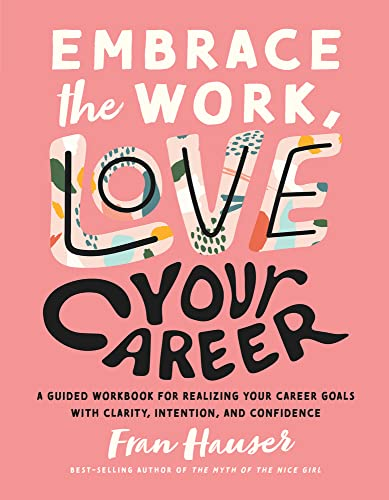 EMBRACE
the WORK,
LOVE
YOUR
CAREER
A GUIDED WORKBOOK FOR REALIZING YOUR CAREER GOALS
WITH CLARITY, INTENTION, AND CONFIDENCE
Fran Hauser
BEST-SELLING AUTHOR OF THE MYTH OF THE NICE GIRL